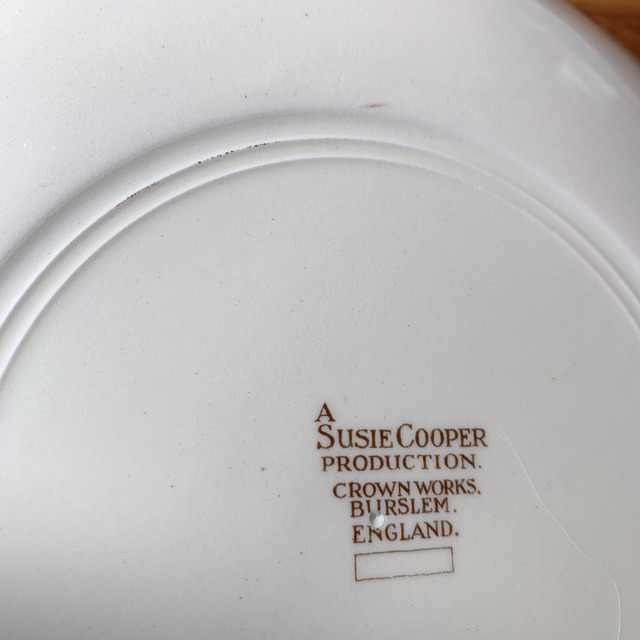 A
SUSIE COOPER
PRODUCTION.
CROWN WORKS,
BURSLEM.
ENGLAND.